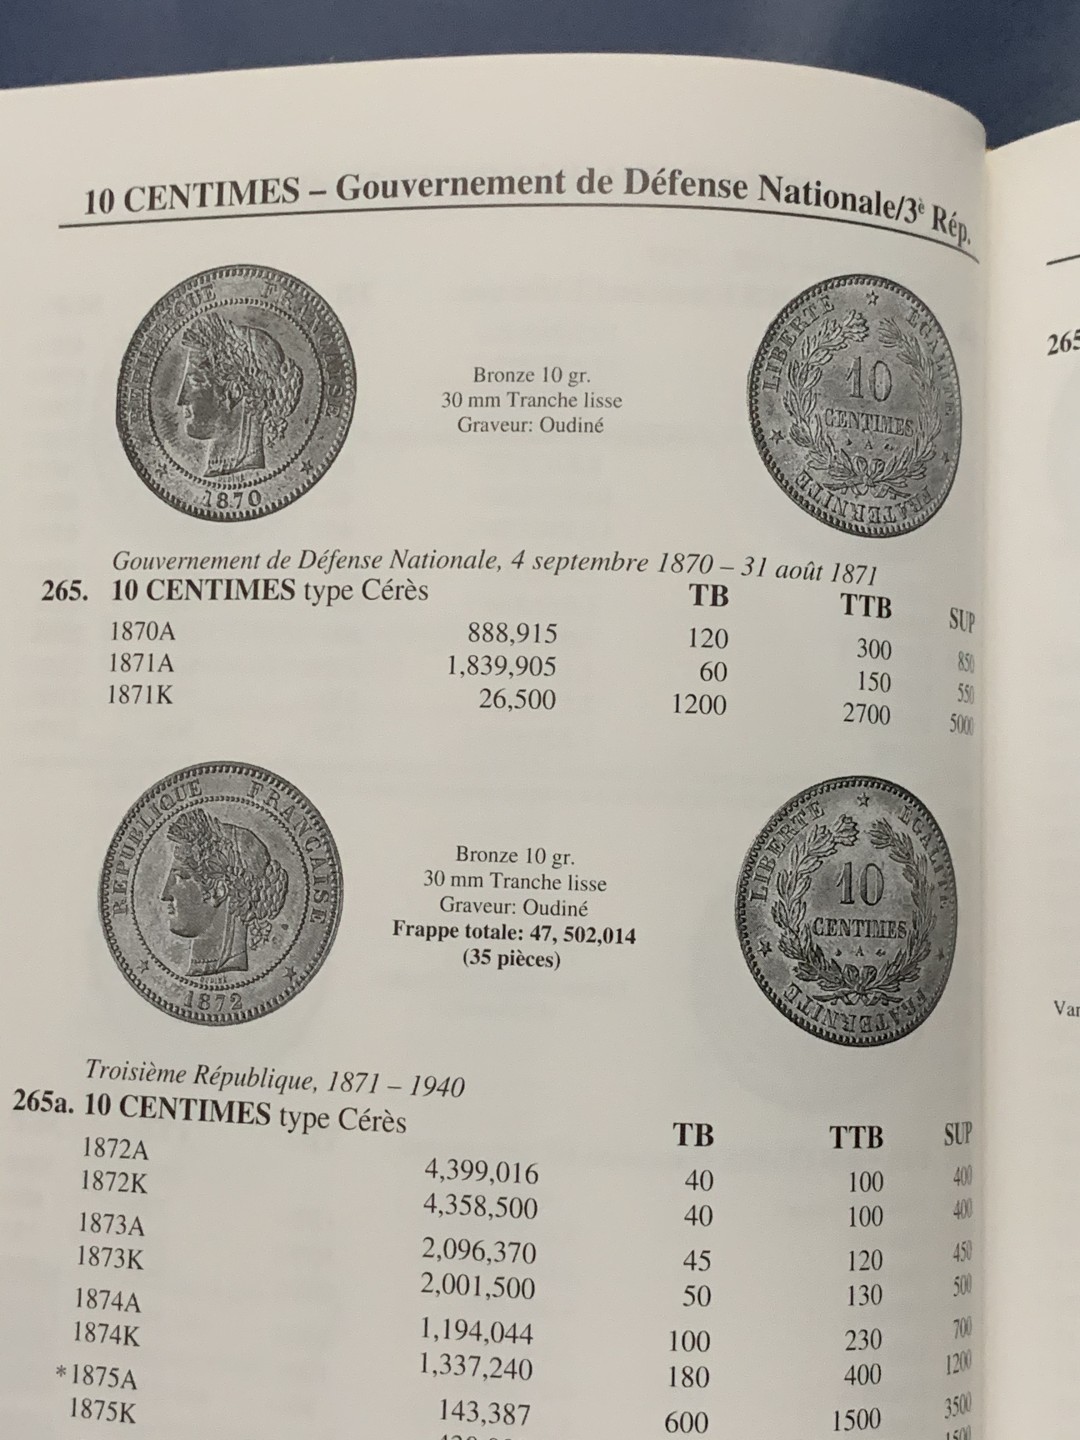 10 CENTIMES – Gouvernement de Défense Nationale/3è Rép.
REPUBLIQUE FRANÇAISE
1870
Bronze 10 gr.
30 mm Tranche lisse
Graveur: Oudiné
LIBERTE EGALITE FRATERNITE
10
CENTIMES
A
Gouvernement de Défense Nationale, 4 septembre 1870 – 31 août 1871
265. 10 CENTIMES type Cérès TB TTB SUP
1870A 888,915 120 300 850
1871A 1,839,905 60 150 550
1871K 26,500 1200 2700 5000
REPUBLIQUE FRANÇAISE
1872
Bronze 10 gr.
30 mm Tranche lisse
Graveur: Oudiné
Frappe totale: 47, 502,014
(35 pièces)
LIBERTE EGALITE FRATERNITE
10
CENTIMES
A
Troisième République, 1871 – 1940
265a. 10 CENTIMES type Cérès TB TTB SUP
1872A 4,399,016 40 100 400
1872K 4,358,500 40 100 400
1873A 2,096,370 45 120 450
1873K 2,001,500 50 130 500
1874A 1,194,044 100 230 700
1874K 1,337,240 180 400 1200
*1875A 143,387 600 1500 3500
1875K
265
Var